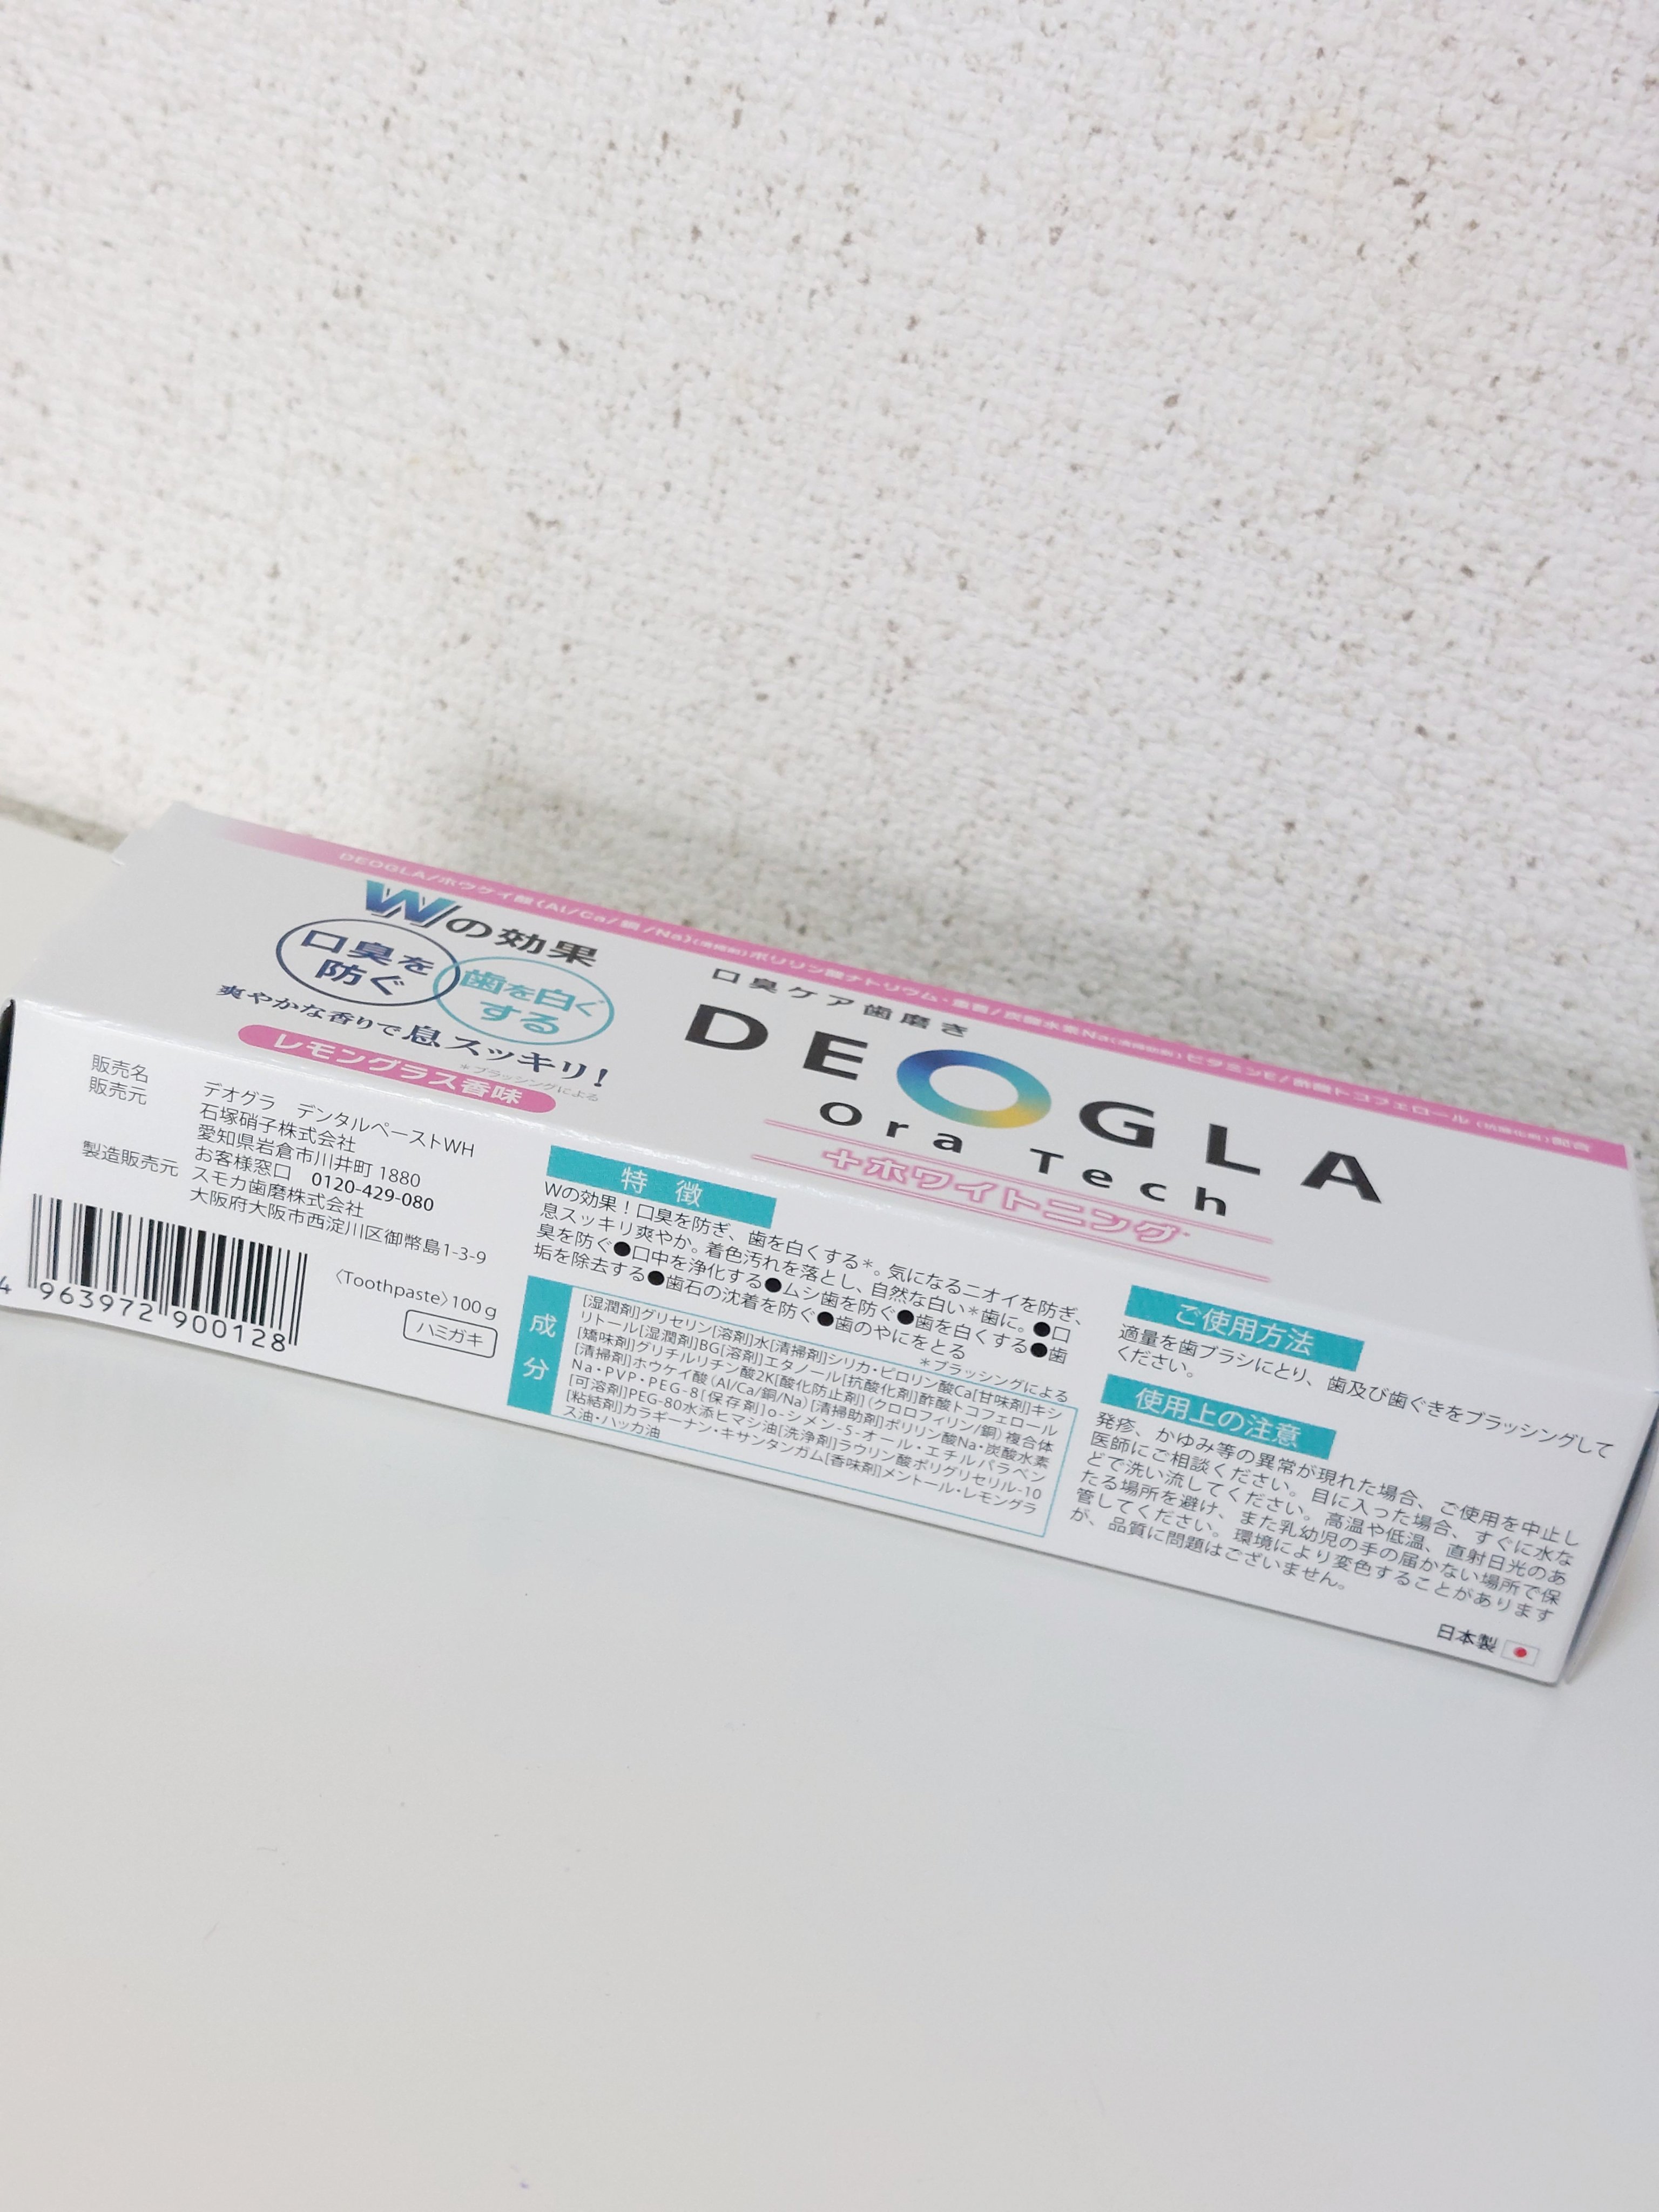 DEOGLA/ホウケイ酸(Al/Ca/銅/Na)(清掃剤)ポリリン酸ナトリウム・重曹/炭酸水素Na(清掃助剤)・ビタミンE/酢酸トコフェロール(抗酸化剤)配合
Wの効果
口臭を
防ぐ
歯を白く
する
爽やかな香りで息スッキリ!
*ブラッシングによる
レモングラス香味
口臭ケア歯磨き
DEOGLA
Ora Tech
+ホワイトニング*
販売名 デオグラ デンタルペーストWH
販売元 石塚硝子株式会社
愛知県岩倉市川井町 1880
お客様窓口 0120-429-080
製造販売元 スモカ歯磨株式会社
大阪府大阪市西淀川区御幣島1-3-9
4 963972 900128
〈Toothpaste〉100g
ハミガキ
特 徴
Wの効果!口臭を防ぎ、歯を白くする*。気になるニオイを防ぎ、
息スッキリ爽やか。着色汚れを落とし、自然な白い*歯に。●口
臭を防ぐ●口中を浄化する●ムシ歯を防ぐ●歯を白くする●歯
垢を除去する●歯石の沈着を防ぐ●歯のやにをとる
*ブラッシングによる
成分
[湿潤剤]グリセリン[溶剤]水[清掃剤]シリカ・ピロリン酸Ca[甘味剤]キシ
リトール[湿潤剤]BG[溶剤]エタノール[抗酸化剤]酢酸トコフェロール
[矯味剤]グリチルリチン酸2K[酸化防止剤](クロロフィリン/銅)複合体
[清掃剤]ホウケイ酸(Al/Ca/銅/Na)[清掃助剤]ポリリン酸Na・炭酸水素
Na・PVP・PEG-8[保存剤]o-シメン-5-オール・エチルパラベン
[可溶剤]PEG-80水添ヒマシ油[洗浄剤]ラウリン酸ポリグリセリル-10
[粘結剤]カラギーナン・キサンタンガム[香味剤]メントール・レモングラ
ス油・ハッカ油
ご使用方法
適量を歯ブラシにとり、歯及び歯ぐきをブラッシングして
ください。
使用上の注意
発疹、かゆみ等の異常が現れた場合、ご使用を中止し
医師にご相談ください。目に入った場合、すぐに水な
どで洗い流してください。高温や低温、直射日光のあ
たる場所を避け、また乳幼児の手の届かない場所で保
管してください。環境により変色することがあります
が、品質に問題はございません。
日本製